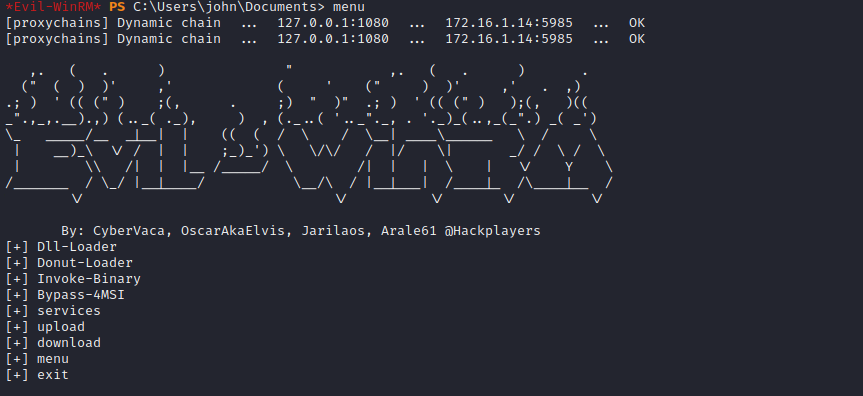 *Evil-WinRM* PS C:\Users\john\Documents> menu
[proxychains] Dynamic chain ... 127.0.0.1:1080 ... 172.16.1.14:5985 ... OK
[proxychains] Dynamic chain ... 127.0.0.1:1080 ... 172.16.1.14:5985 ... OK
By: CyberVaca, OscarAkaElvis, Jarilaos, Arale61 @Hackplayers
[+] Dll-Loader
[+] Donut-Loader
[+] Invoke-Binary
[+] Bypass-4MSI
[+] services
[+] upload
[+] download
[+] menu
[+] exit